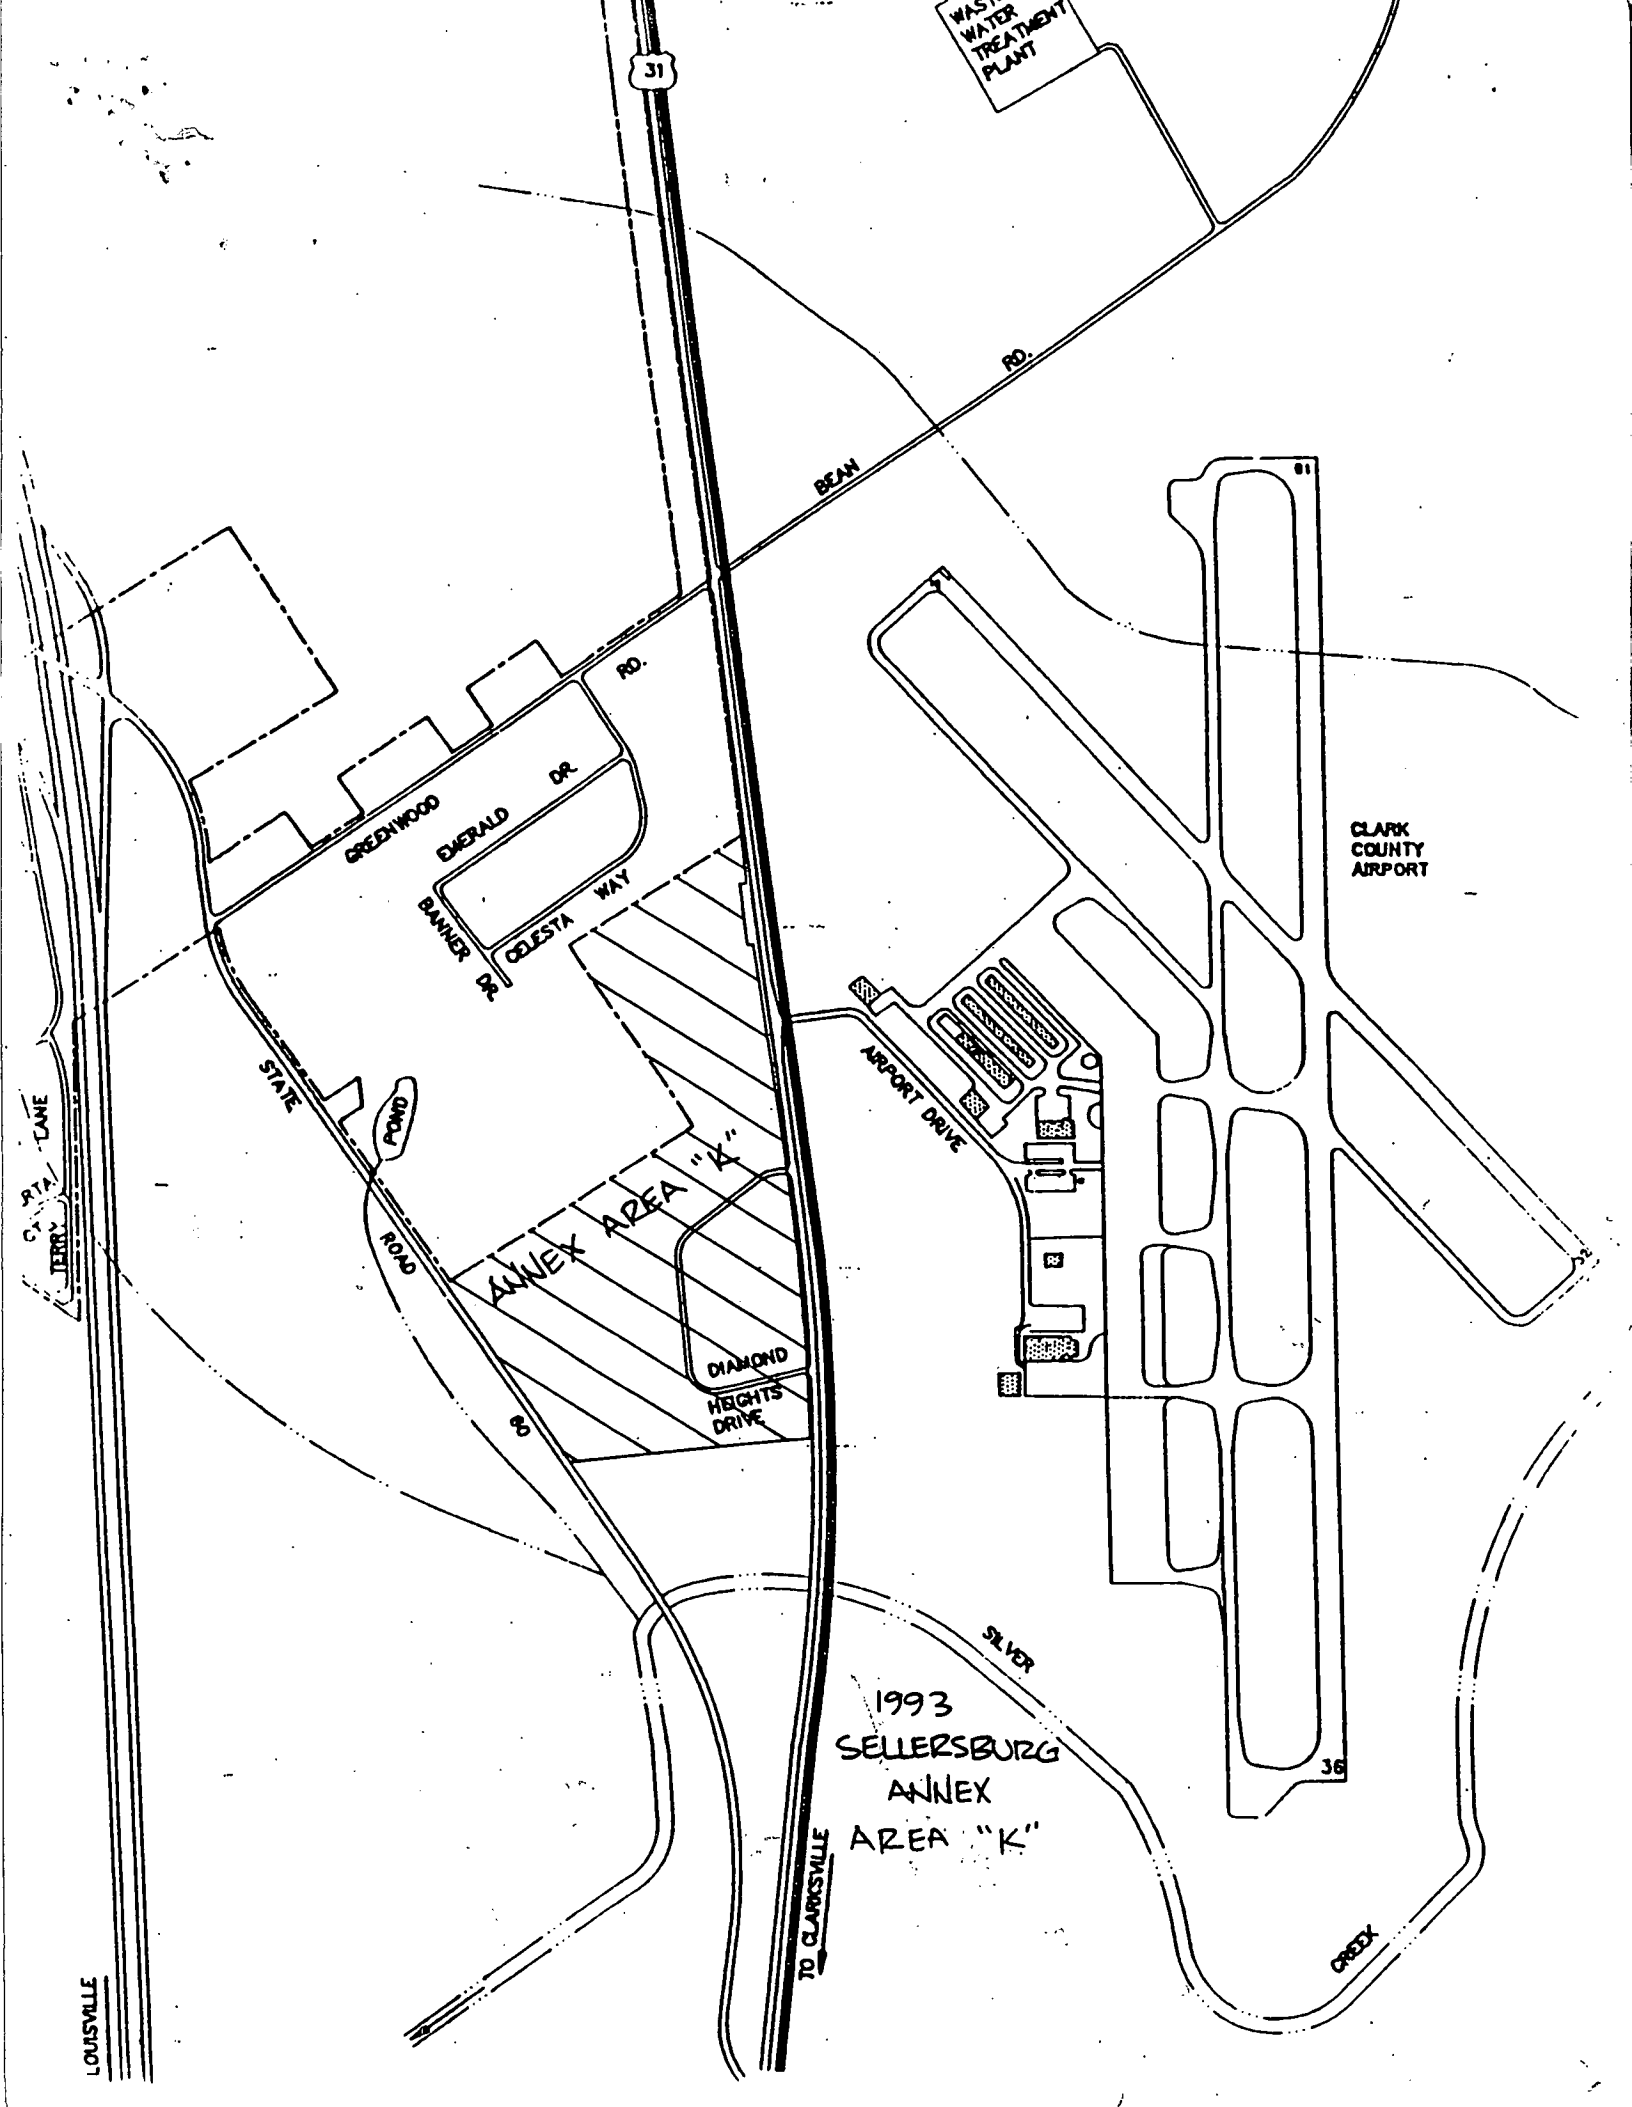 WATER
TREATMENT
PLANT
31
RD.
BEAN
18
RD.
GREENWOOD
EMERALD DR.
CLARK
COUNTY
AIRPORT
BANNER DR.
CELESTA WAY
STATE
POND
AIRPORT DRIVE
LANE
TERRY
ROAD
ANNEX AREA "K"
32
DIAMOND
HEIGHTS
DRIVE
60
SILVER
1993
SELLERSBURG
ANNEX
AREA "K"
36
TO CLARKSVILLE
CREEK
LOUISVILLE